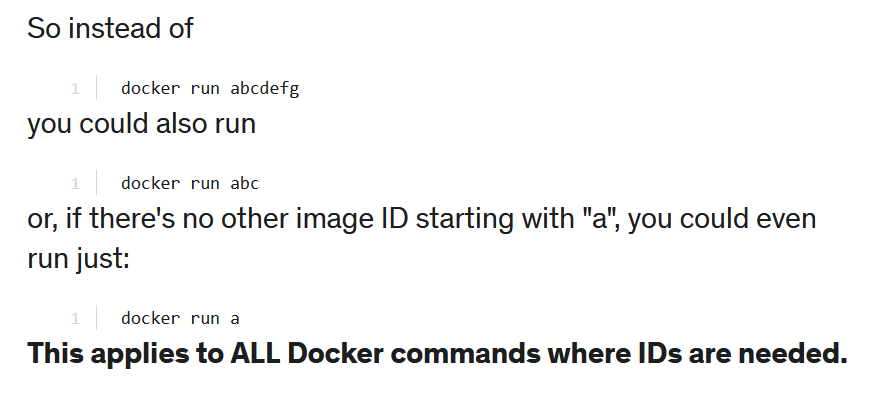 So instead of
1 docker run abcdefg
you could also run
1 docker run abc
or, if there's no other image ID starting with "a", you could even
run just:
1 docker run a
This applies to ALL Docker commands where IDs are needed.